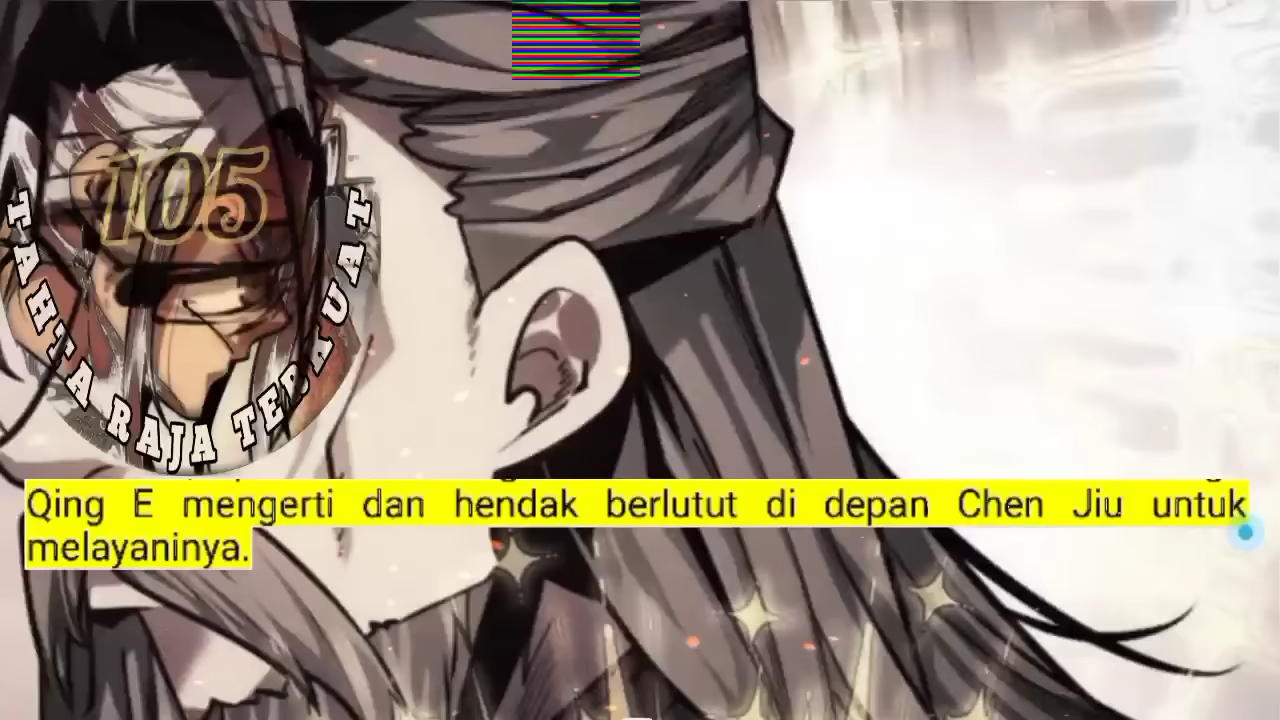 105
TAHTA RAJA TERKUAT
Qing E mengerti dan hendak berlutut di depan Chen Jiu untuk
melayaninya.